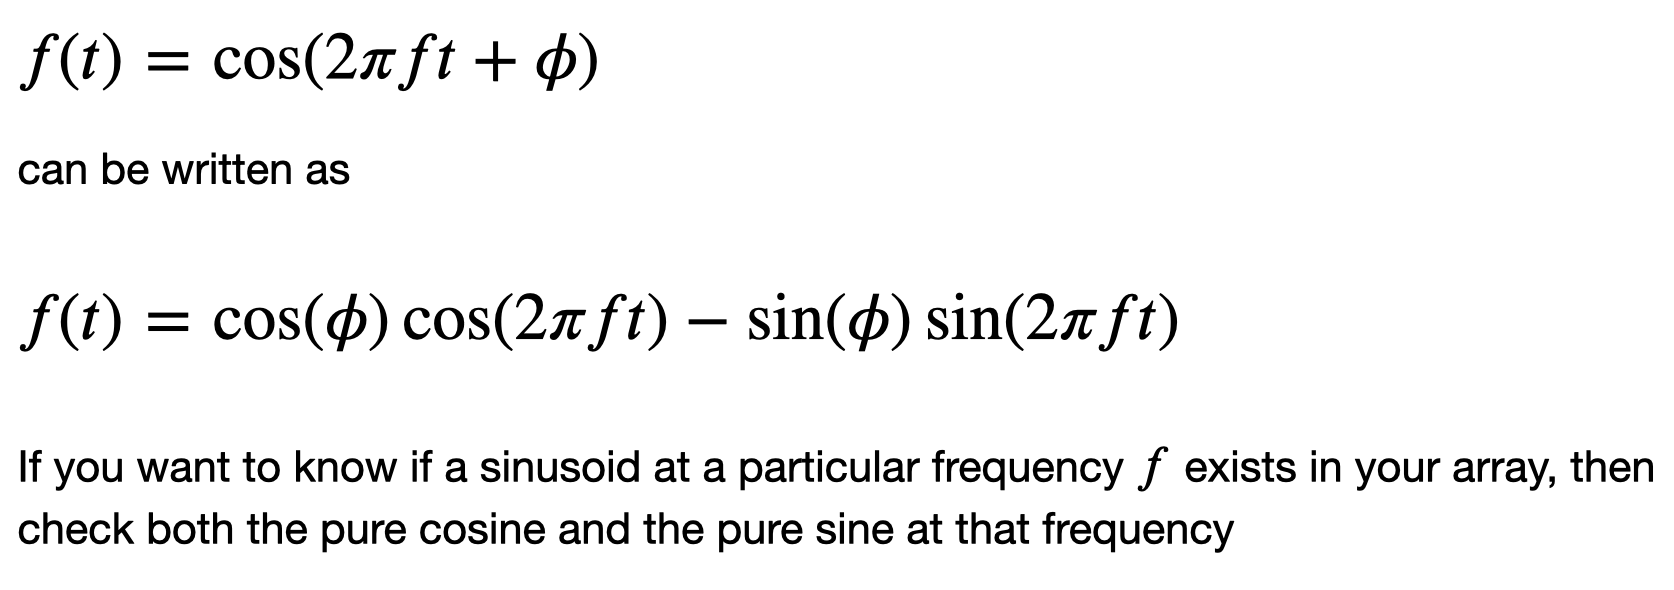 f(t) = cos(2πft + ϕ)
can be written as
f(t) = cos(ϕ) cos(2πft) − sin(ϕ) sin(2πft)
If you want to know if a sinusoid at a particular frequency f exists in your array, then
check both the pure cosine and the pure sine at that frequency